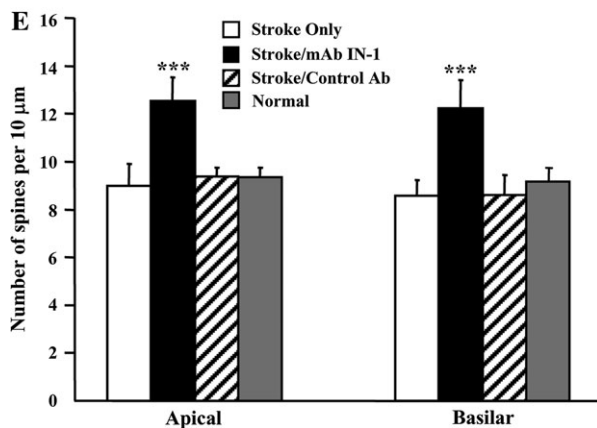 E
Number of spines per 10 μm
16
14
12
10
8
6
4
2
0
Stroke Only
Stroke/mAb IN-1
Stroke/Control Ab
Normal
***
***
Apical
Basilar